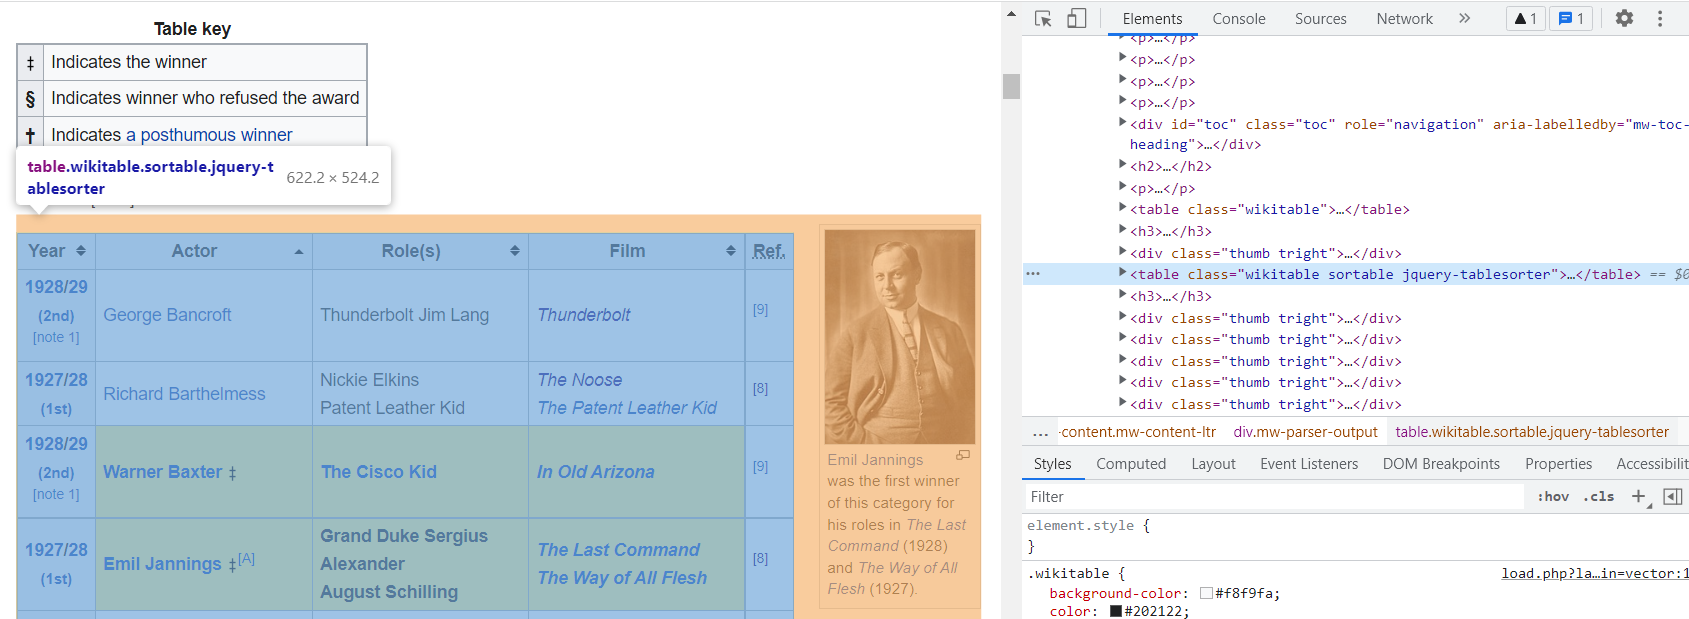 Table key
‡ Indicates the winner
§ Indicates winner who refused the award
† Indicates a posthumous winner
table.wikitable.sortable.jquery-t
ablesorter
622.2 × 524.2
Year Actor Role(s) Film Ref.
1928/29
(2nd)
[note 1]
George Bancroft
Thunderbolt Jim Lang
Thunderbolt
[9]
1927/28
(1st)
Richard Barthelmess
Nickie Elkins
Patent Leather Kid
The Noose
The Patent Leather Kid
[8]
1928/29
(2nd)
[note 1]
Warner Baxter ‡
The Cisco Kid
In Old Arizona
[9]
1927/28
(1st)
Emil Jannings ‡[A]
Grand Duke Sergius
Alexander
August Schilling
The Last Command
The Way of All Flesh
[8]
Emil Jannings
was the first winner
of this category for
his roles in The Last
Command (1928)
and The Way of All
Flesh (1927).
Elements Console Sources Network » 1 1
<p>…</p>
<p>…</p>
<p>…</p>
<p>…</p>
<div id="toc" class="toc" role="navigation" aria-labelledby="mw-toc-
heading">…</div>
<h2>…</h2>
<p>…</p>
<table class="wikitable">…</table>
<h3>…</h3>
<div class="thumb tright">…</div>
<table class="wikitable sortable jquery-tablesorter">…</table> == $0
<h3>…</h3>
<div class="thumb tright">…</div>
<div class="thumb tright">…</div>
<div class="thumb tright">…</div>
<div class="thumb tright">…</div>
<div class="thumb tright">…</div>
… -content.mw-content-ltr div.mw-parser-output table.wikitable.sortable.jquery-tablesorter
Styles Computed Layout Event Listeners DOM Breakpoints Properties Accessibilit
Filter :hov .cls +
element.style {
}
.wikitable { load.php?la…in=vector:1
background-color: #f8f9fa;
color: #202122;